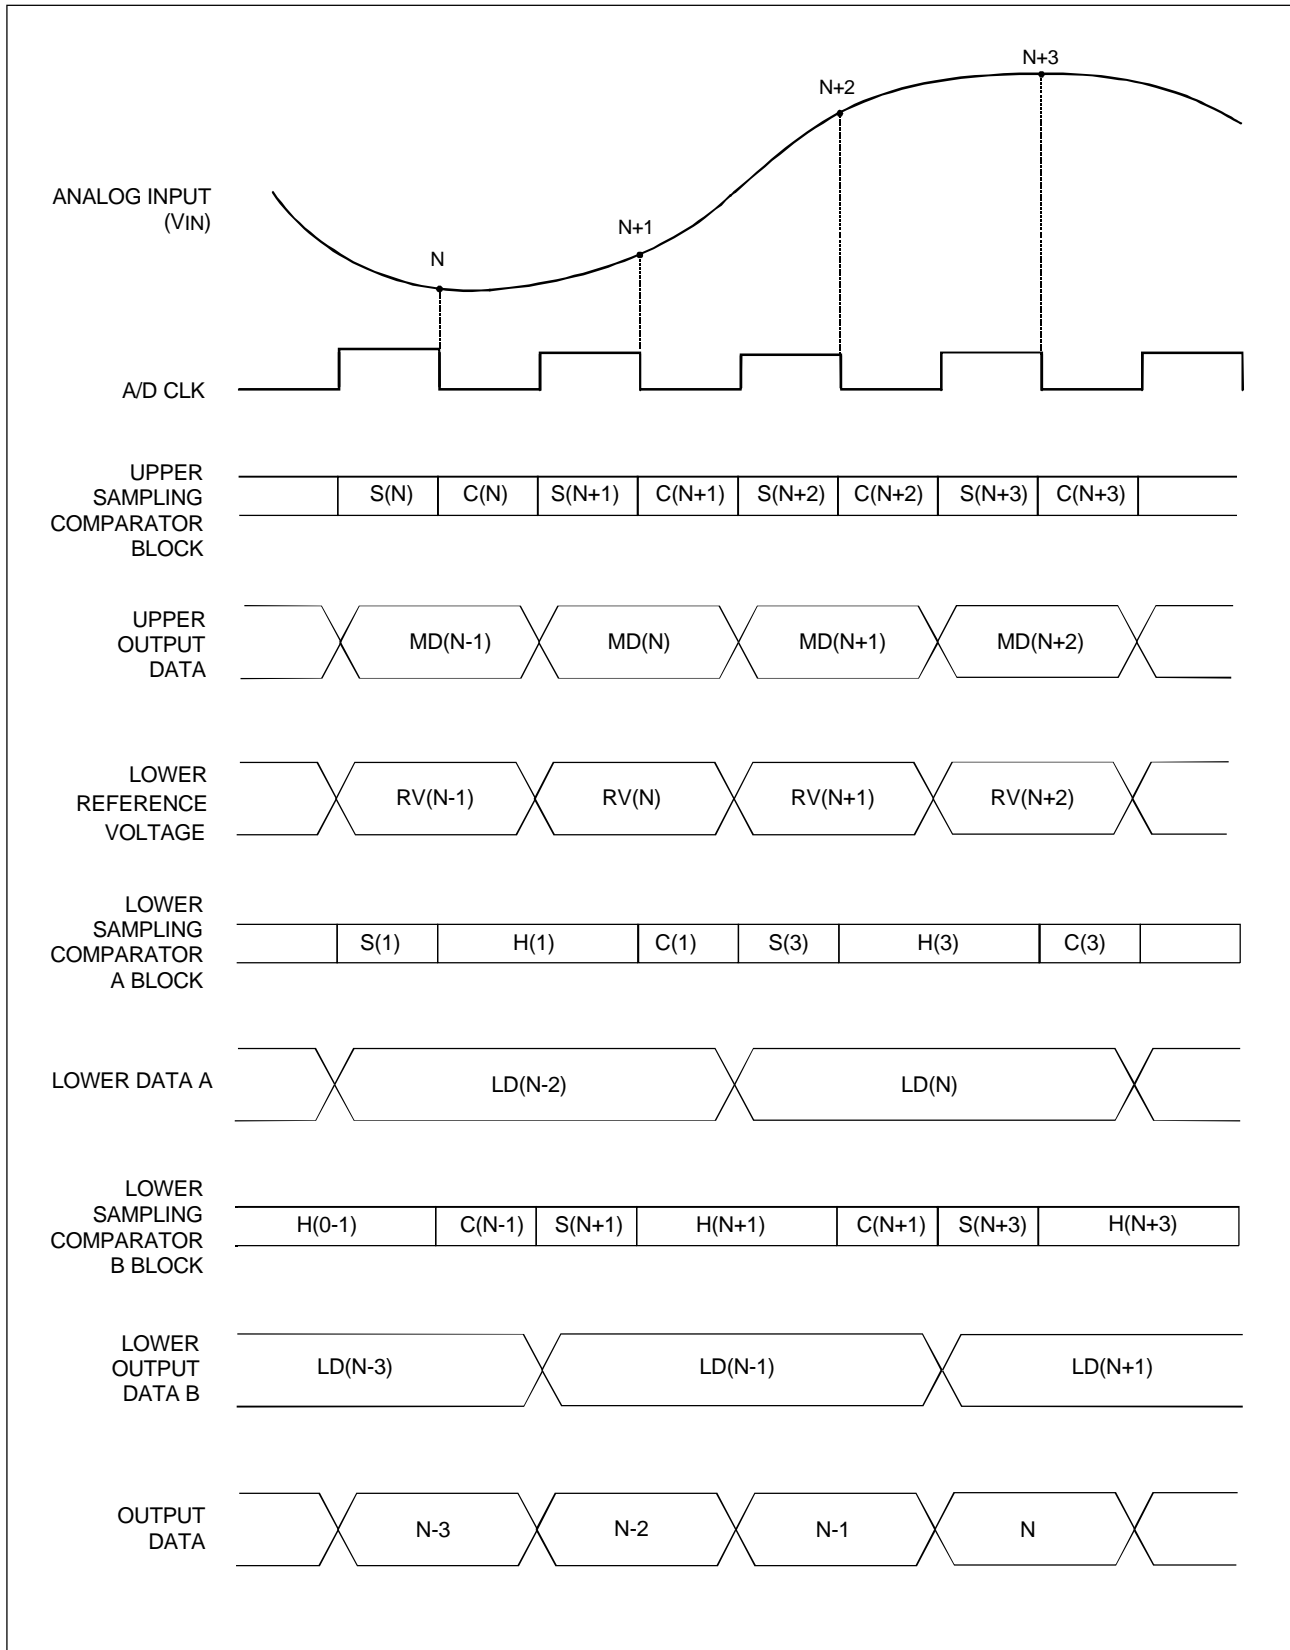 N+3
N+2
ANALOG INPUT
(VIN)
N+1
N
A/D CLK
UPPER
SAMPLING
COMPARATOR
BLOCK
S(N) C(N) S(N+1) C(N+1) S(N+2) C(N+2) S(N+3) C(N+3)
UPPER
OUTPUT
DATA
MD(N-1) MD(N) MD(N+1) MD(N+2)
LOWER
REFERENCE
VOLTAGE
RV(N-1) RV(N) RV(N+1) RV(N+2)
LOWER
SAMPLING
COMPARATOR
A BLOCK
S(1) H(1) C(1) S(3) H(3) C(3)
LOWER DATA A
LD(N-2) LD(N)
LOWER
SAMPLING
COMPARATOR
B BLOCK
H(0-1) C(N-1) S(N+1) H(N+1) C(N+1) S(N+3) H(N+3)
LOWER
OUTPUT
DATA B
LD(N-3) LD(N-1) LD(N+1)
OUTPUT
DATA
N-3 N-2 N-1 N